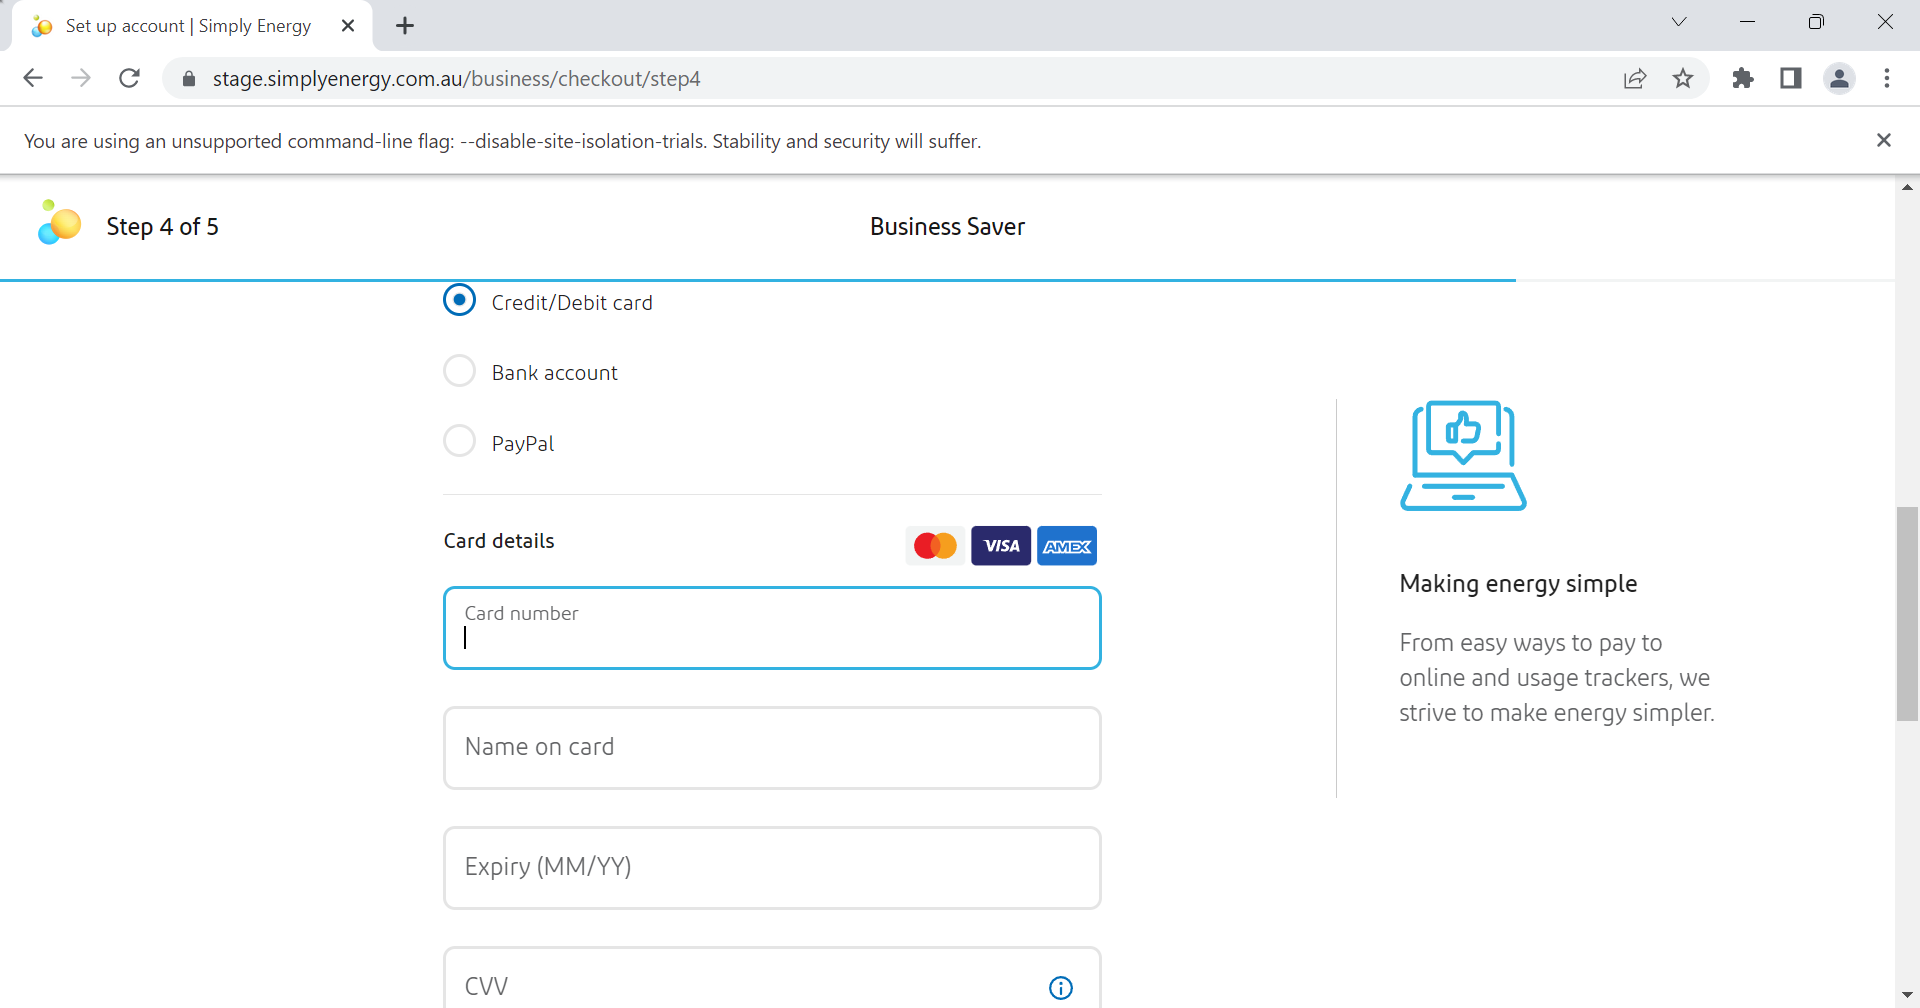 Set up account | Simply Energy
stage.simplyenergy.com.au/business/checkout/step4
You are using an unsupported command-line flag: --disable-site-isolation-trials. Stability and security will suffer.
Step 4 of 5
Business Saver
Credit/Debit card
Bank account
PayPal
Card details
VISA
AMEX
Card number
Name on card
Expiry (MM/YY)
CVV
Making energy simple
From easy ways to pay to
online and usage trackers, we
strive to make energy simpler.